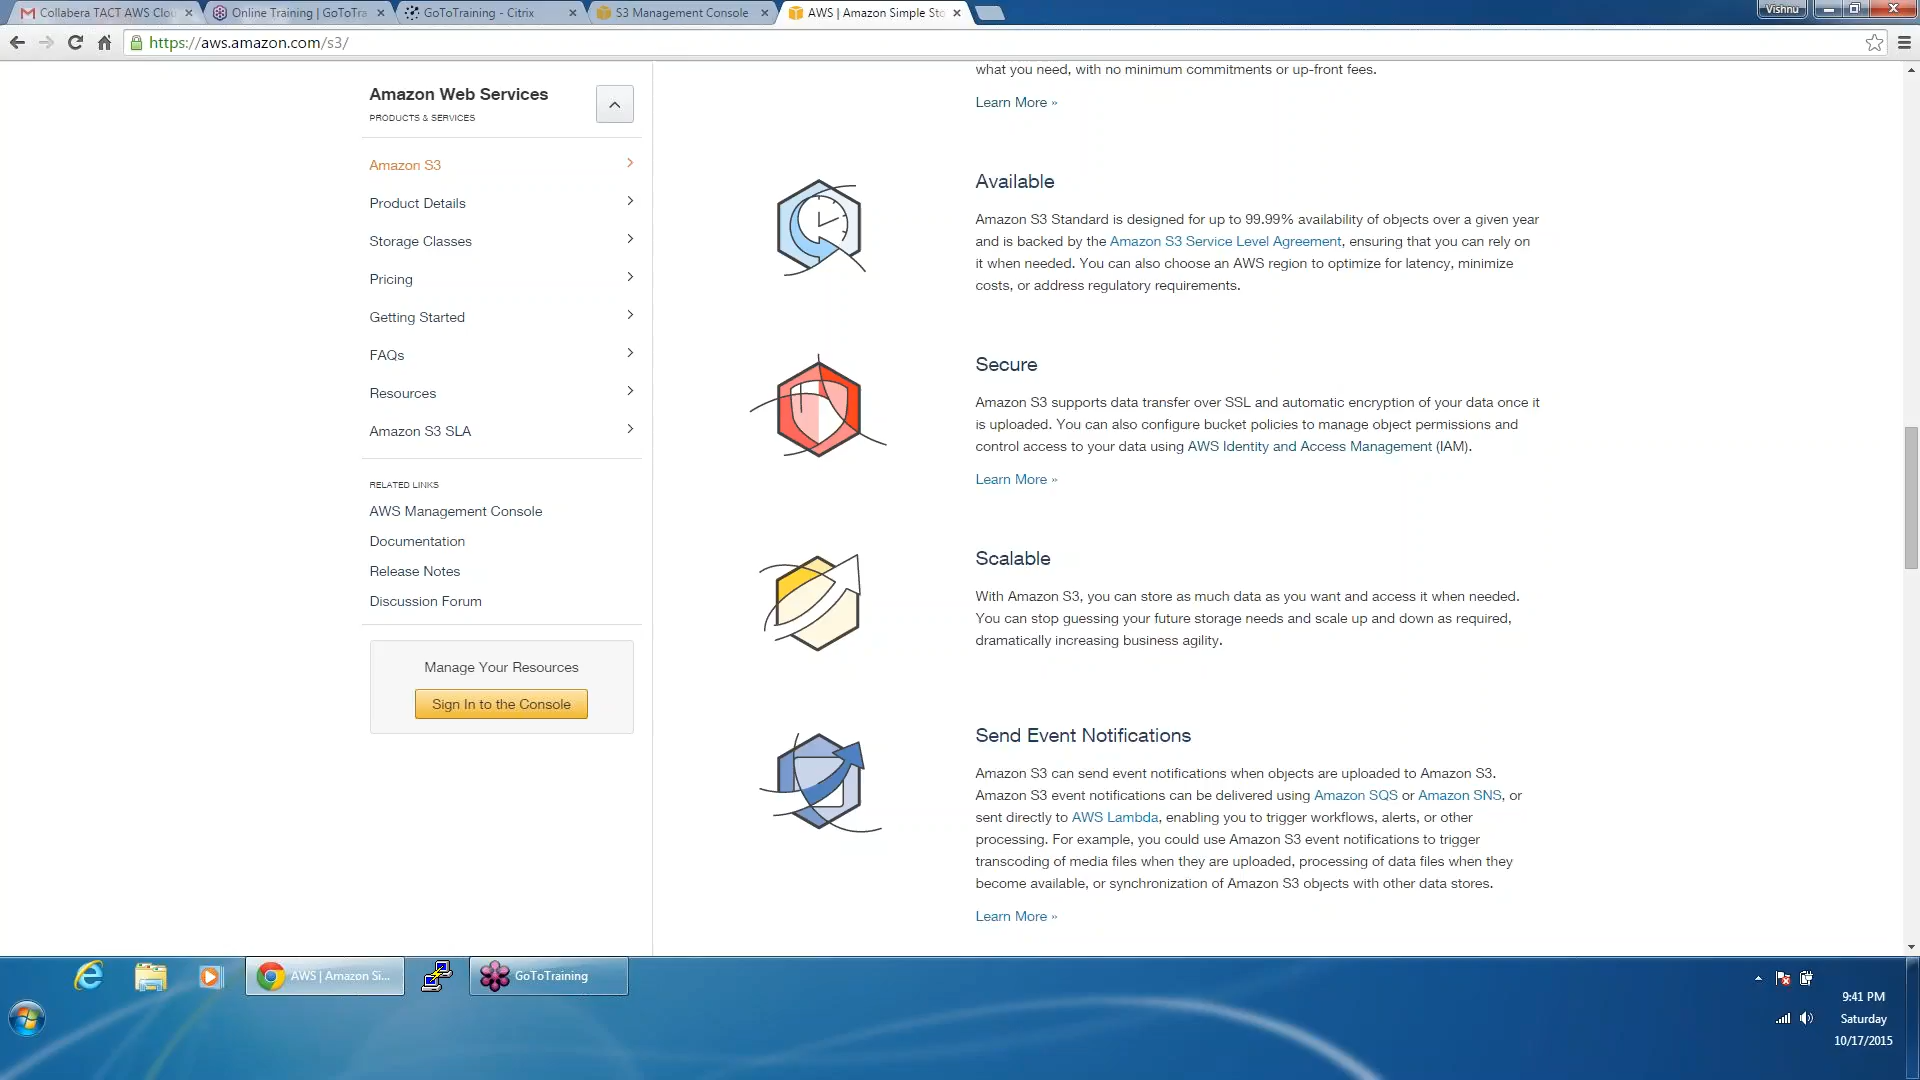 Collabera TACT AWS Clou
Online Training | GoToTra
GoToTraining - Citrix
S3 Management Console
AWS | Amazon Simple Sto
Vishnu
https://aws.amazon.com/s3/
Amazon Web Services
PRODUCTS & SERVICES
Amazon S3
Product Details
Storage Classes
Pricing
Getting Started
FAQs
Resources
Amazon S3 SLA
RELATED LINKS
AWS Management Console
Documentation
Release Notes
Discussion Forum
Manage Your Resources
Sign In to the Console
what you need, with no minimum commitments or up-front fees.
Learn More »
Available
Amazon S3 Standard is designed for up to 99.99% availability of objects over a given year
and is backed by the Amazon S3 Service Level Agreement, ensuring that you can rely on
it when needed. You can also choose an AWS region to optimize for latency, minimize
costs, or address regulatory requirements.
Secure
Amazon S3 supports data transfer over SSL and automatic encryption of your data once it
is uploaded. You can also configure bucket policies to manage object permissions and
control access to your data using AWS Identity and Access Management (IAM).
Learn More »
Scalable
With Amazon S3, you can store as much data as you want and access it when needed.
You can stop guessing your future storage needs and scale up and down as required,
dramatically increasing business agility.
Send Event Notifications
Amazon S3 can send event notifications when objects are uploaded to Amazon S3.
Amazon S3 event notifications can be delivered using Amazon SQS or Amazon SNS, or
sent directly to AWS Lambda, enabling you to trigger workflows, alerts, or other
processing. For example, you could use Amazon S3 event notifications to trigger
transcoding of media files when they are uploaded, processing of data files when they
become available, or synchronization of Amazon S3 objects with other data stores.
Learn More »
AWS | Amazon Si...
GoToTraining
9:41 PM
Saturday
10/17/2015